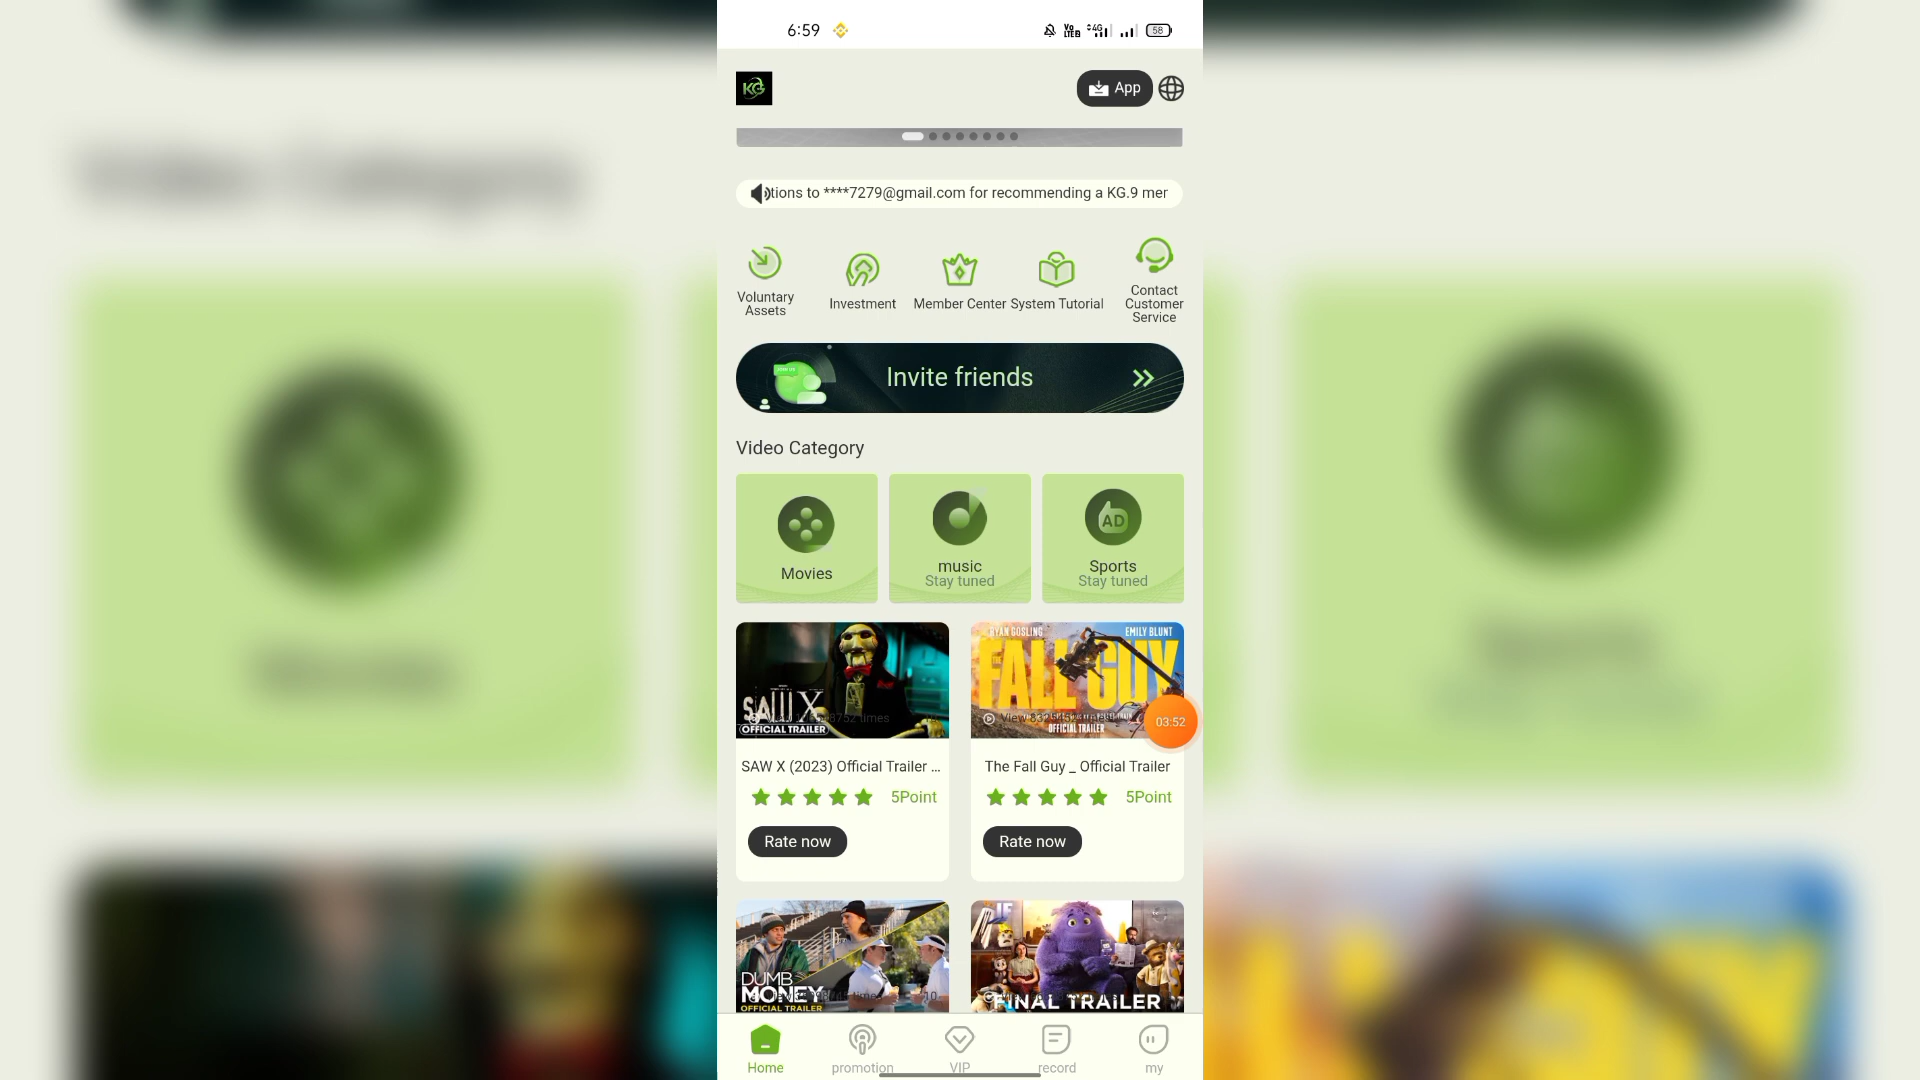 6:59
Vo LTE 4G 58
KG
App
tions to ****7279@gmail.com for recommending a KG.9 mer
Voluntary Assets
Investment
Member Center
System Tutorial
Contact Customer Service
Invite friends
Video Category
Movies
music
Stay tuned
AD
Sports
Stay tuned
SAW X
OFFICIAL TRAILER
RYAN GOSLING
EMILY BLUNT
FALL GUY
OFFICIAL TRAILER
03:52
SAW X (2023) Official Trailer ...
5Point
Rate now
The Fall Guy _ Official Trailer
5Point
Rate now
DUMB
MONEY
OFFICIAL TRAILER
IF
FINAL TRAILER
Home
promotion
VIP
record
my